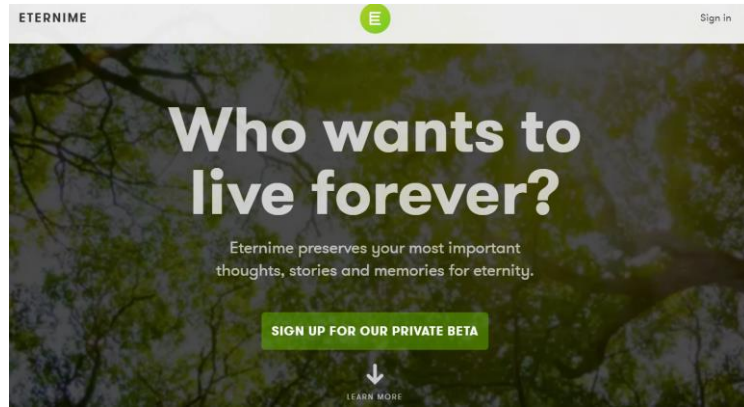 ETERNIME
E
Sign in
Who wants to
live forever?
Eternime preserves your most important
thoughts, stories and memories for eternity.
SIGN UP FOR OUR PRIVATE BETA
LEARN MORE